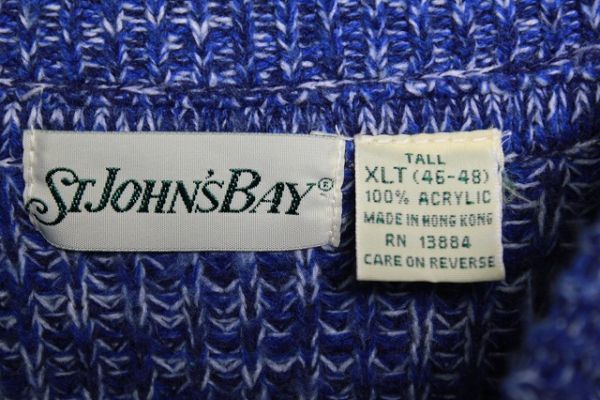 ST JOHN'S BAY®
TALL
XLT (46-48)
100% ACRYLIC
MADE IN HONG KONG
RN 13884
CARE ON REVERSE